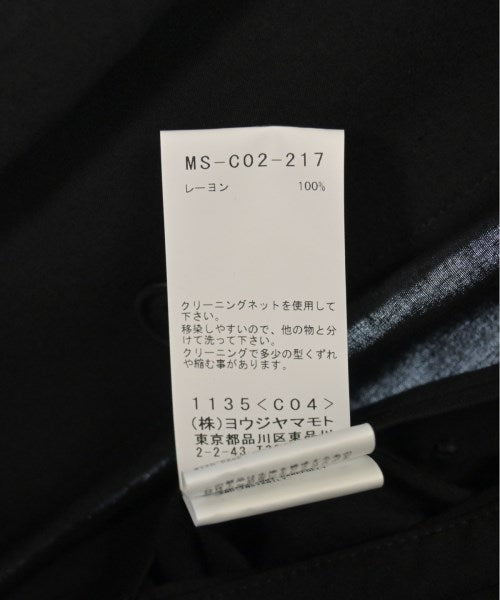 MS-C02-217
レーヨン 100%
クリーニングネットを使用して
下さい。
移染しやすいので、他の物と分
けて洗って下さい。
クリーニングで多少の型くずれ
や縮む事があります。
1135<C04>
(株)ヨウジヤマモト
東京都品川区東品川
2-2-43